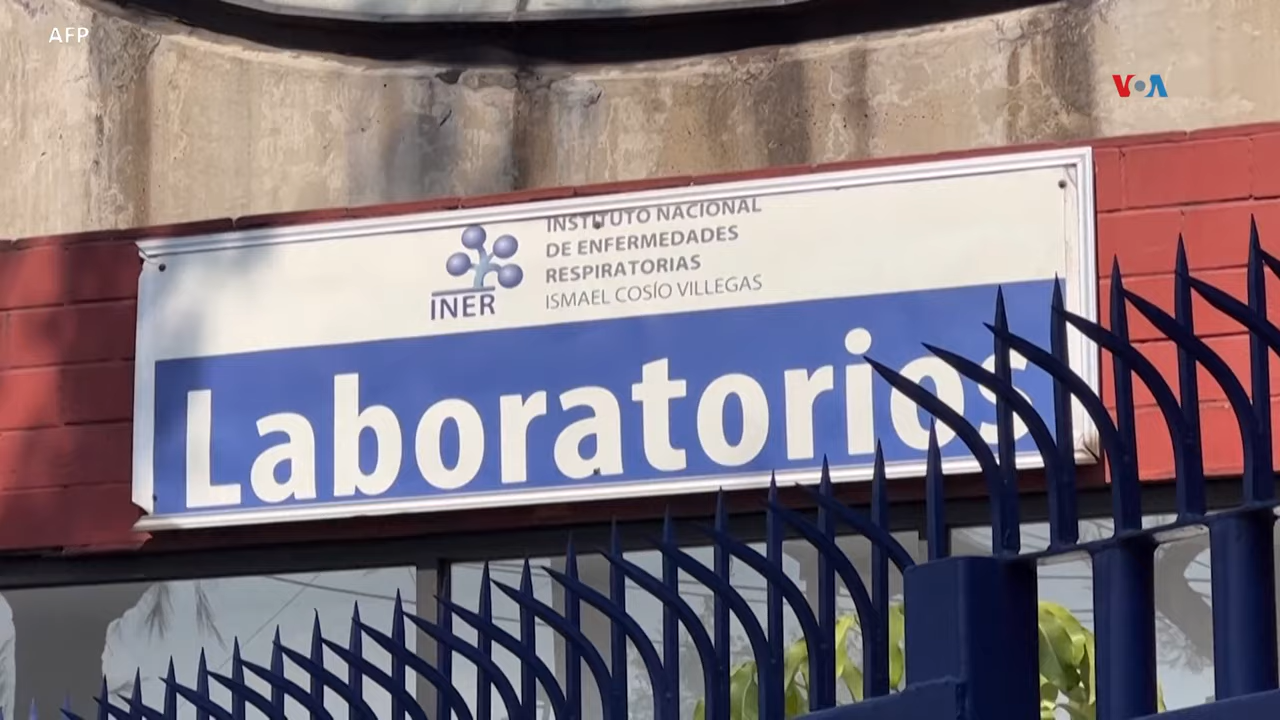 AFP
VOA
INSTITUTO NACIONAL
DE ENFERMEDADES
RESPIRATORIAS
ISMAEL COSÍO VILLEGAS
INER
Laboratorios